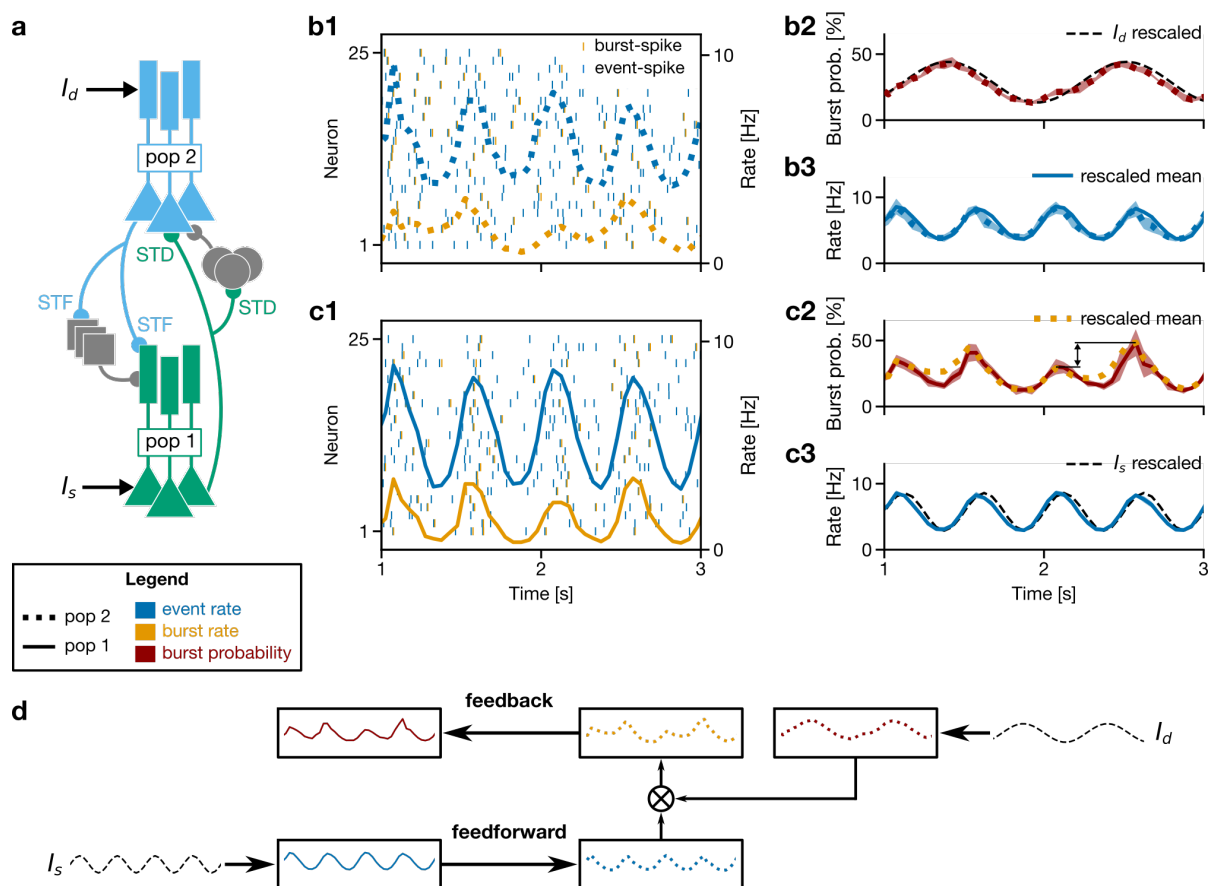 a
I_d
pop 2
STD
STF
STF
STD
pop 1
I_s
Legend
pop 2
pop 1
event rate
burst rate
burst probability
b1
25
Neuron
1
burst-spike
event-spike
10
Rate [Hz]
0
1
2
3
c1
25
Neuron
1
10
Rate [Hz]
0
1
2
3
Time [s]
b2
I_d rescaled
Burst prob. [%]
50
0
b3
rescaled mean
Rate [Hz]
10
0
c2
rescaled mean
Burst prob. [%]
50
0
c3
I_s rescaled
Rate [Hz]
10
0
1
2
3
Time [s]
d
feedback
I_d
feedforward
I_s